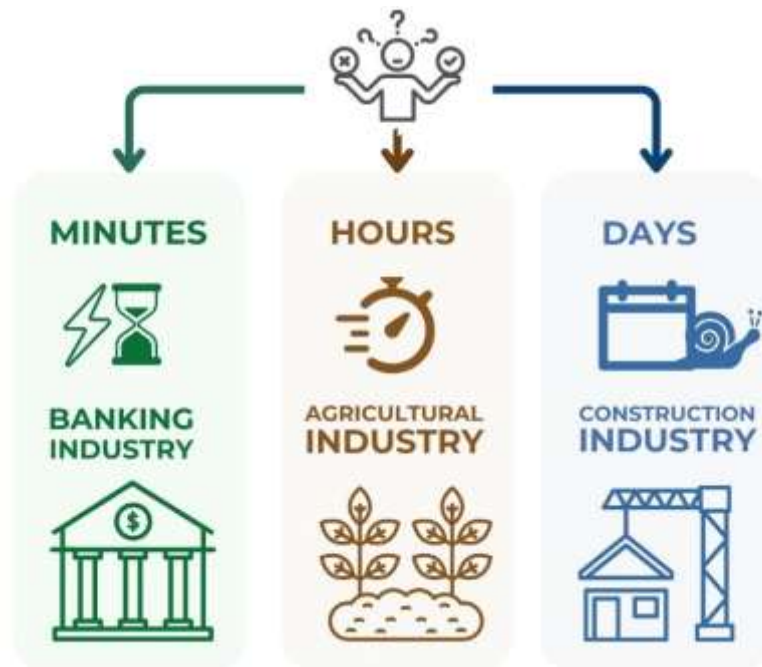 ? ? ?
MINUTES
BANKING
INDUSTRY
$
HOURS
AGRICULTURAL
INDUSTRY
DAYS
CONSTRUCTION
INDUSTRY